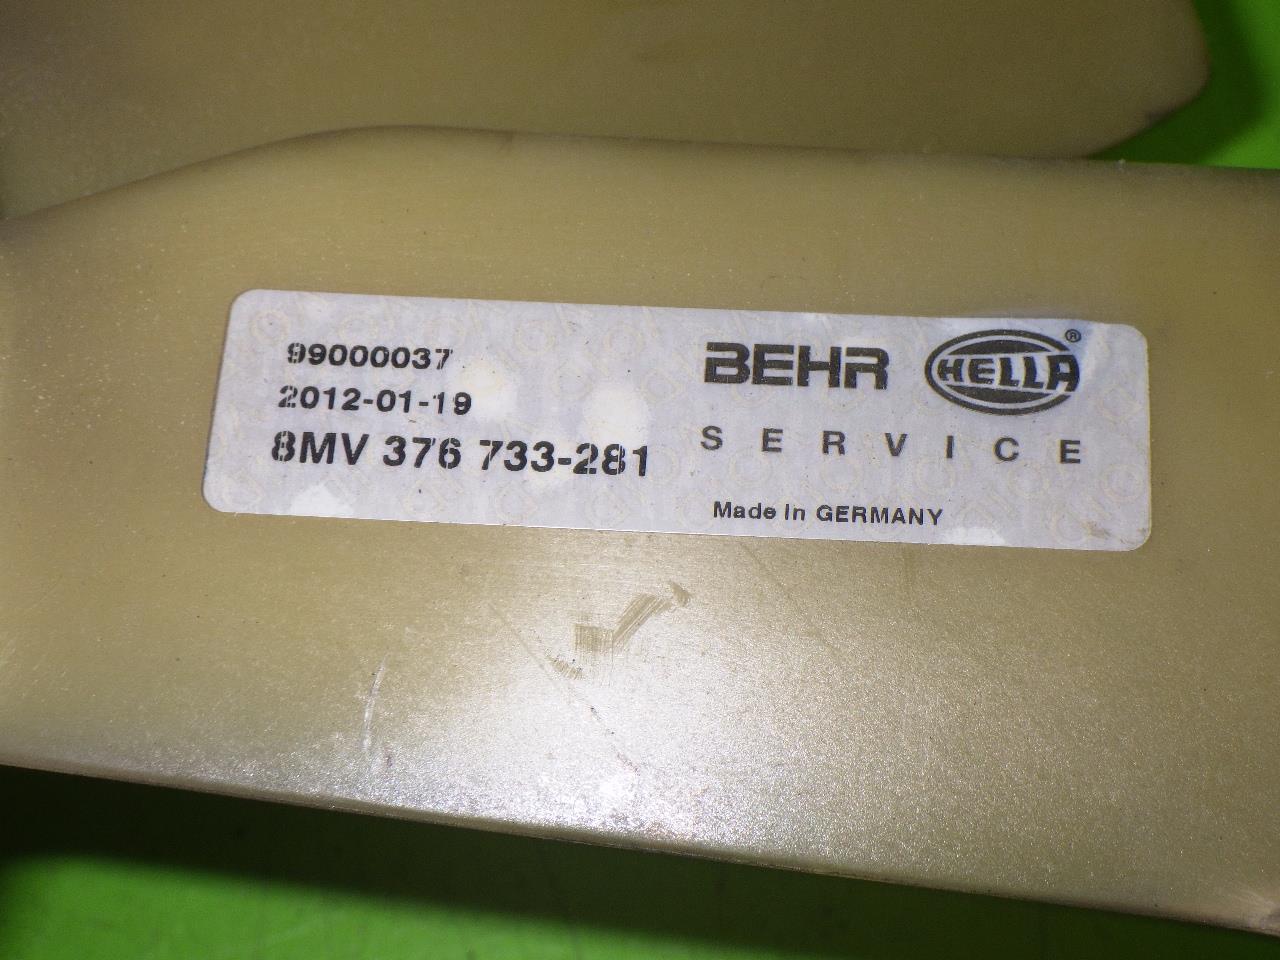 99000037
2012-01-19
8MV 376 733-281
BEHR HELLA®
SERVICE
Made in GERMANY